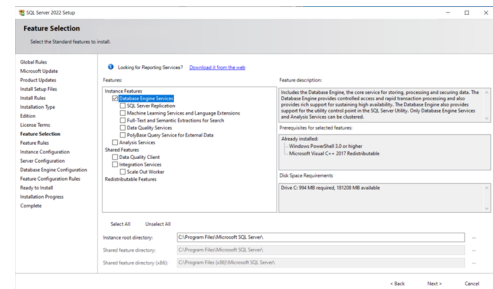 SQL Server 2022 Setup
Feature Selection
Select the Standard features to install.
Global Rules
Microsoft Update
Product Updates
Install Setup Files
Install Rules
Installation Type
Edition
License Terms
Feature Selection
Feature Rules
Instance Configuration
Server Configuration
Database Engine Configuration
Feature Configuration Rules
Ready to Install
Installation Progress
Complete
Looking for Reporting Services? Download it from the web
Features:
Instance Features
Database Engine Services
SQL Server Replication
Machine Learning Services and Language Extensions
Full-Text and Semantic Extractions for Search
Data Quality Services
PolyBase Query Service for External Data
Analysis Services
Shared Features
Data Quality Client
Integration Services
Scale Out Worker
Redistributable Features
Feature description:
Includes the Database Engine, the core service for storing, processing and securing data. The
Database Engine provides controlled access and rapid transaction processing and also
provides rich support for sustaining high availability. The Database Engine also provides
support for the utility control point in the SQL Server Utility. Only Database Engine Services
and Analysis Services can be clustered.
Prerequisites for selected features:
Already installed:
Windows PowerShell 3.0 or higher
Microsoft Visual C++ 2017 Redistributable
Disk Space Requirements
Drive C: 994 MB required, 181208 MB available
Select All Unselect All
Instance root directory: C:\Program Files\Microsoft SQL Server\ ...
Shared feature directory: C:\Program Files\Microsoft SQL Server\ ...
Shared feature directory (x86): C:\Program Files (x86)\Microsoft SQL Server\ ...
< Back Next > Cancel